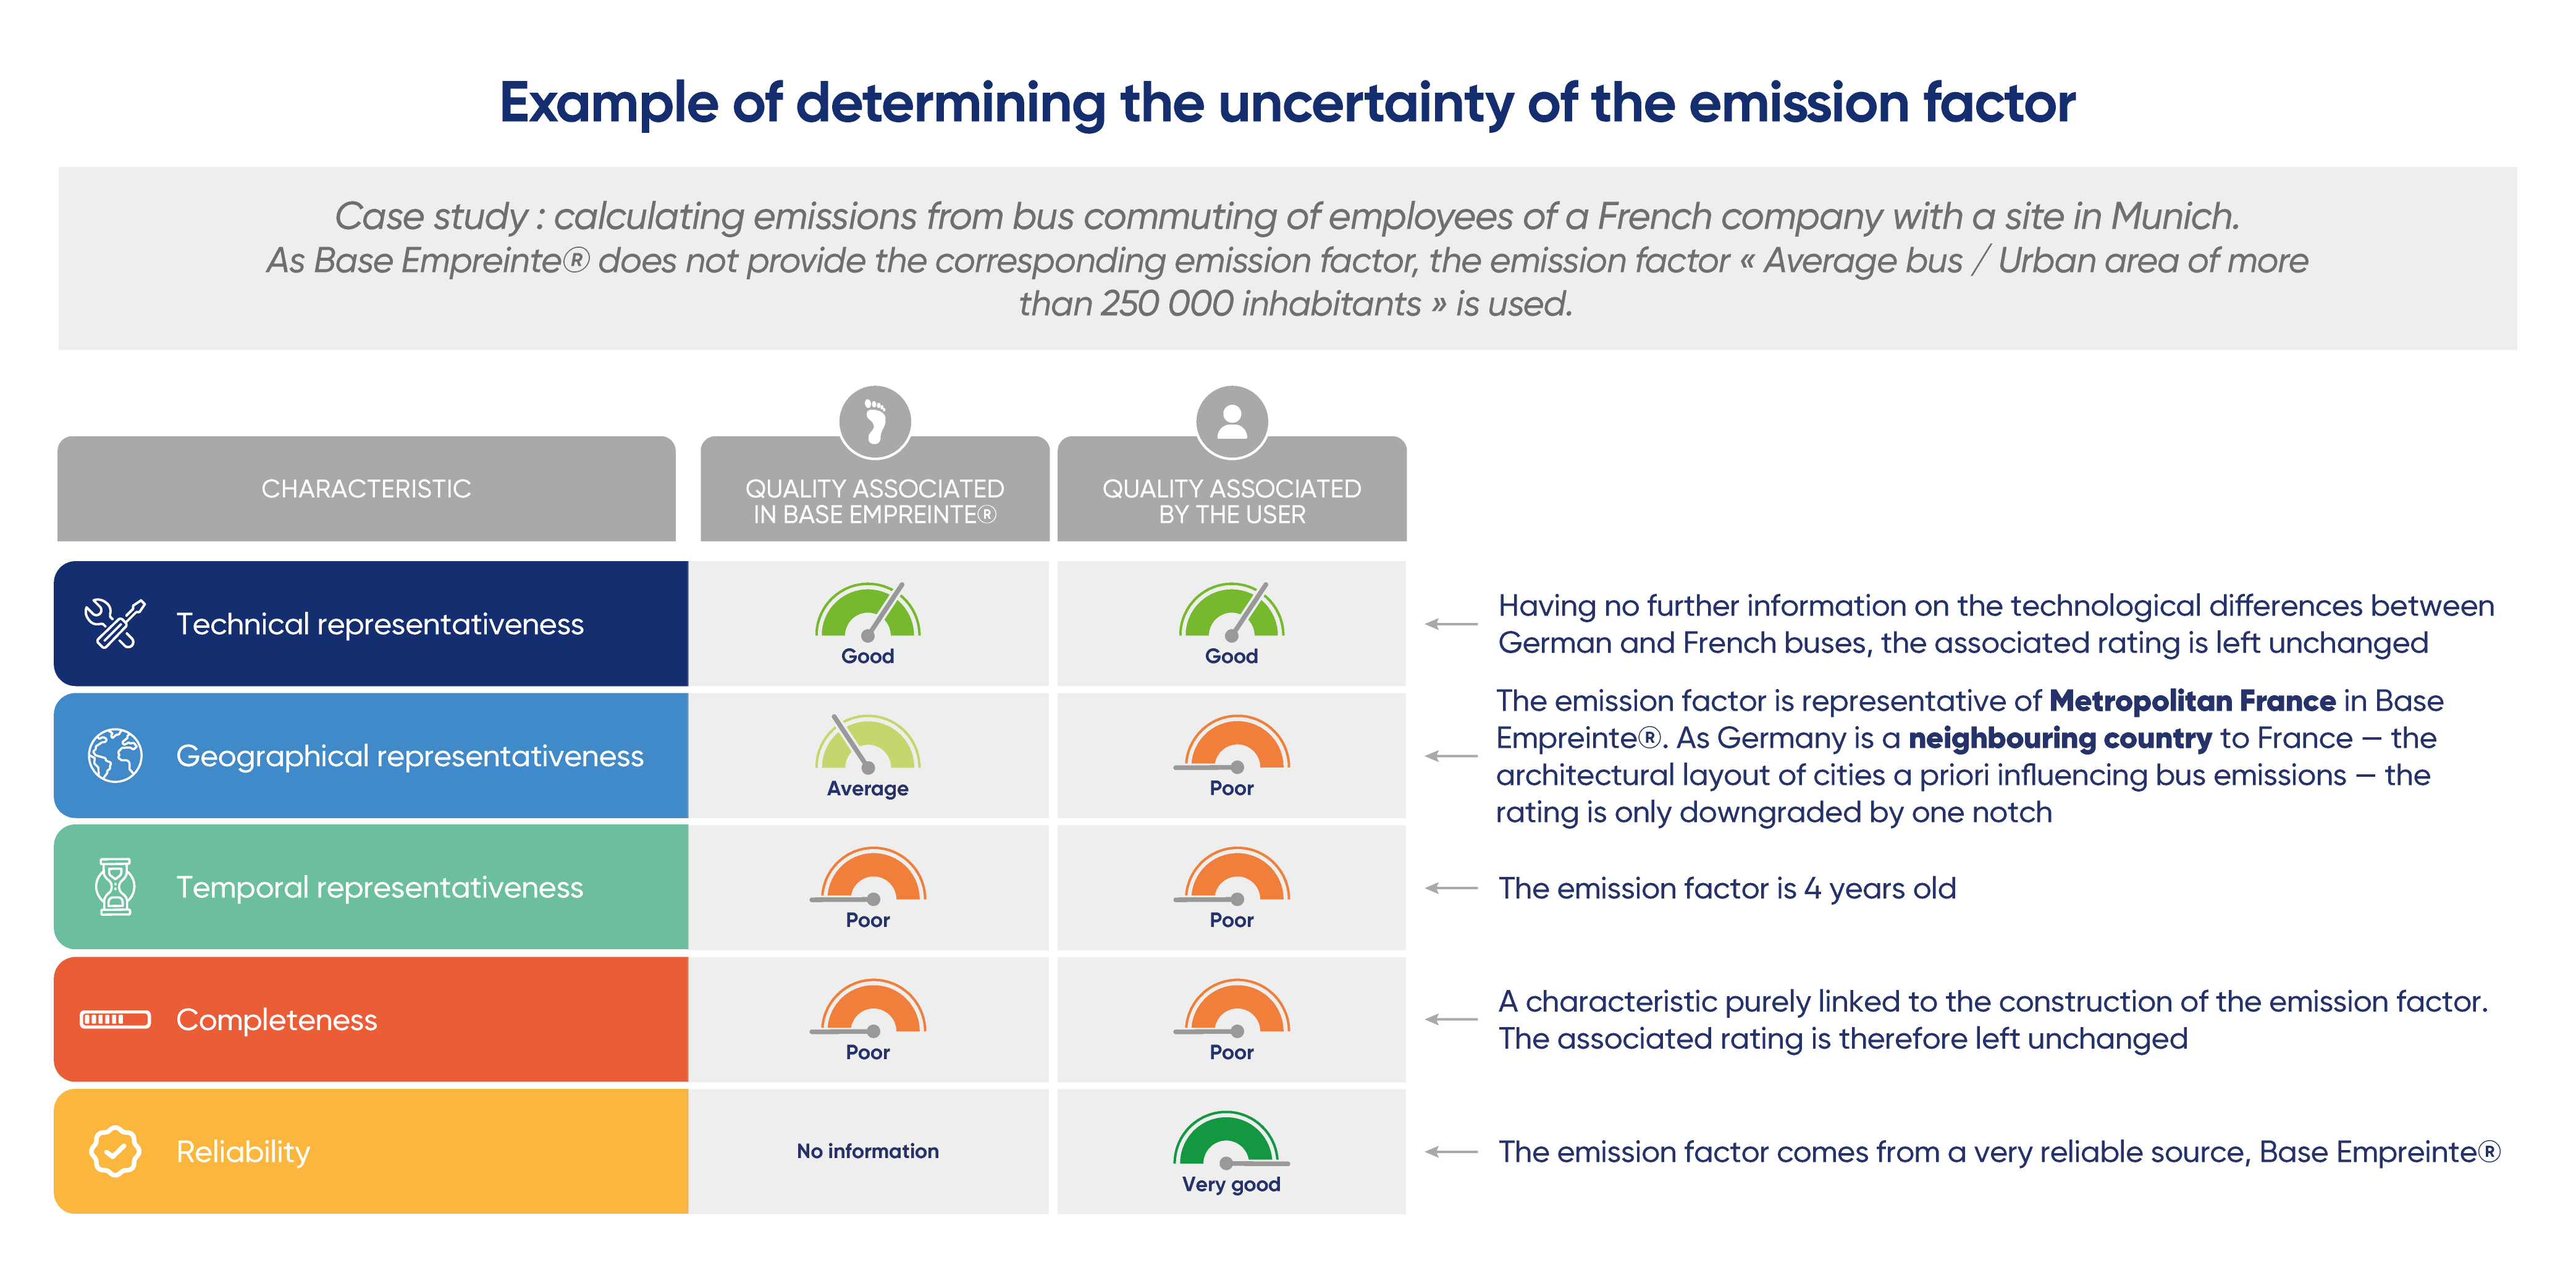 Example of determining the uncertainty of the emission factor
Case study : calculating emissions from bus commuting of employees of a French company with a site in Munich.
As Base Empreinte® does not provide the corresponding emission factor, the emission factor « Average bus / Urban area of more
than 250 000 inhabitants » is used.
CHARACTERISTIC
QUALITY ASSOCIATED
IN BASE EMPREINTE®
QUALITY ASSOCIATED
BY THE USER
Technical representativeness
Good
Good
Having no further information on the technological differences between
German and French buses, the associated rating is left unchanged
Geographical representativeness
Average
Poor
The emission factor is representative of Metropolitan France in Base
Empreinte®. As Germany is a neighbouring country to France – the
architectural layout of cities a priori influencing bus emissions – the
rating is only downgraded by one notch
Temporal representativeness
Poor
Poor
The emission factor is 4 years old
Completeness
Poor
Poor
A characteristic purely linked to the construction of the emission factor.
The associated rating is therefore left unchanged
Reliability
No information
Very good
The emission factor comes from a very reliable source, Base Empreinte®